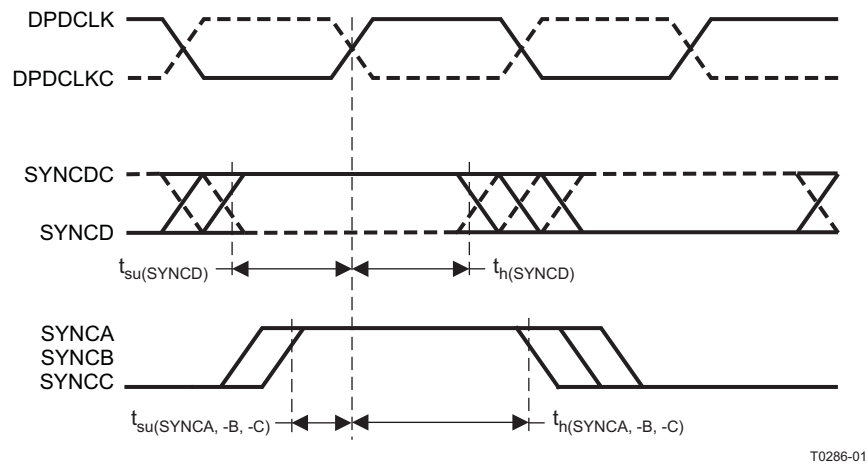 DPDCLK
DPDCLKC
SYNCDC
SYNCD
tsu(SYNCD)
th(SYNCD)
SYNCA
SYNCB
SYNCC
tsu(SYNCA, -B, -C)
th(SYNCA, -B, -C)
T0286-01